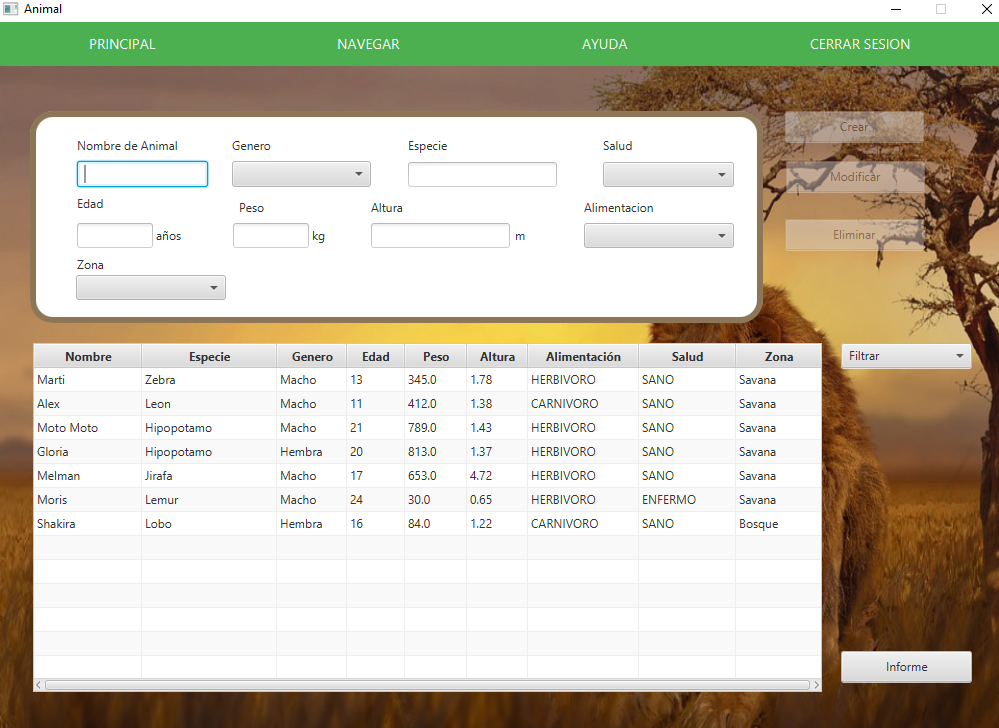 Animal
PRINCIPAL NAVEGAR AYUDA CERRAR SESION
Nombre de Animal Genero Especie Salud
Edad Peso Altura Alimentacion
años kg m
Zona
Crear
Modificar
Eliminar
Filtrar
Nombre Especie Genero Edad Peso Altura Alimentación Salud Zona
Marti Zebra Macho 13 345.0 1.78 HERBIVORO SANO Savana
Alex Leon Macho 11 412.0 1.38 CARNIVORO SANO Savana
Moto Moto Hipopotamo Macho 21 789.0 1.43 HERBIVORO SANO Savana
Gloria Hipopotamo Hembra 20 813.0 1.37 HERBIVORO SANO Savana
Melman Jirafa Macho 17 653.0 4.72 HERBIVORO SANO Savana
Moris Lemur Macho 24 30.0 0.65 HERBIVORO ENFERMO Savana
Shakira Lobo Hembra 16 84.0 1.22 CARNIVORO SANO Bosque
Informe